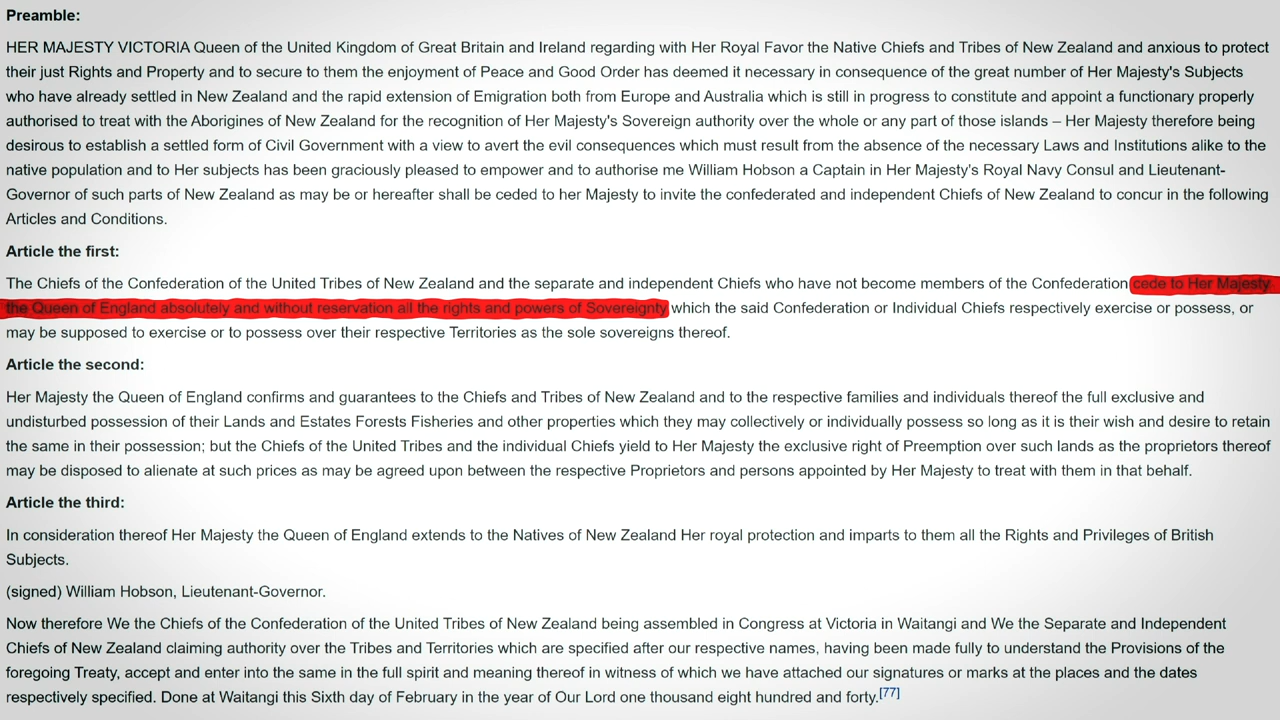 Preamble:
HER MAJESTY VICTORIA Queen of the United Kingdom of Great Britain and Ireland regarding with Her Royal Favor the Native Chiefs and Tribes of New Zealand and anxious to protect
their just Rights and Property and to secure to them the enjoyment of Peace and Good Order has deemed it necessary in consequence of the great number of Her Majesty's Subjects
who have already settled in New Zealand and the rapid extension of Emigration both from Europe and Australia which is still in progress to constitute and appoint a functionary properly
authorised to treat with the Aborigines of New Zealand for the recognition of Her Majesty's Sovereign authority over the whole or any part of those islands – Her Majesty therefore being
desirous to establish a settled form of Civil Government with a view to avert the evil consequences which must result from the absence of the necessary Laws and Institutions alike to the
native population and to Her subjects has been graciously pleased to empower and to authorise me William Hobson a Captain in Her Majesty's Royal Navy Consul and Lieutenant-
Governor of such parts of New Zealand as may be or hereafter shall be ceded to her Majesty to invite the confederated and independent Chiefs of New Zealand to concur in the following
Articles and Conditions.
Article the first:
The Chiefs of the Confederation of the United Tribes of New Zealand and the separate and independent Chiefs who have not become members of the Confederation cede to Her Majesty
the Queen of England absolutely and without reservation all the rights and powers of Sovereignty which the said Confederation or Individual Chiefs respectively exercise or possess, or
may be supposed to exercise or to possess over their respective Territories as the sole sovereigns thereof.
Article the second:
Her Majesty the Queen of England confirms and guarantees to the Chiefs and Tribes of New Zealand and to the respective families and individuals thereof the full exclusive and
undisturbed possession of their Lands and Estates Forests Fisheries and other properties which they may collectively or individually possess so long as it is their wish and desire to retain
the same in their possession; but the Chiefs of the United Tribes and the individual Chiefs yield to Her Majesty the exclusive right of Preemption over such lands as the proprietors thereof
may be disposed to alienate at such prices as may be agreed upon between the respective Proprietors and persons appointed by Her Majesty to treat with them in that behalf.
Article the third:
In consideration thereof Her Majesty the Queen of England extends to the Natives of New Zealand Her royal protection and imparts to them all the Rights and Privileges of British
Subjects.
(signed) William Hobson, Lieutenant-Governor.
Now therefore We the Chiefs of the Confederation of the United Tribes of New Zealand being assembled in Congress at Victoria in Waitangi and We the Separate and Independent
Chiefs of New Zealand claiming authority over the Tribes and Territories which are specified after our respective names, having been made fully to understand the Provisions of the
foregoing Treaty, accept and enter into the same in the full spirit and meaning thereof in witness of which we have attached our signatures or marks at the places and the dates
respectively specified. Done at Waitangi this Sixth day of February in the year of Our Lord one thousand eight hundred and forty.[77]